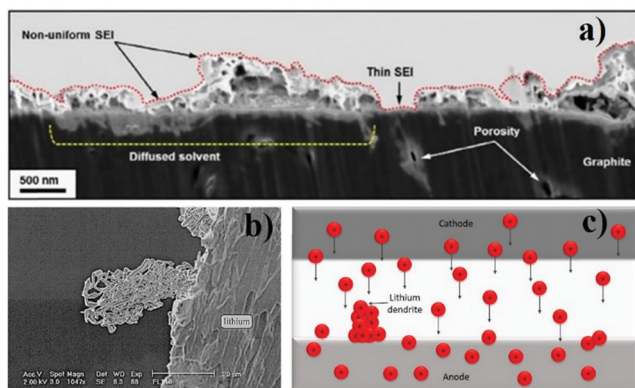 a)
Non-uniform SEI
Thin SEI
Diffused solvent
Porosity
Graphite
500 nm
b)
lithium
Acc.V Spot Magn Det WD Exp
2.00 kV 3.0 1047x SE 8.3 88
20 µm
c)
Cathode
Lithium
dendrite
Anode